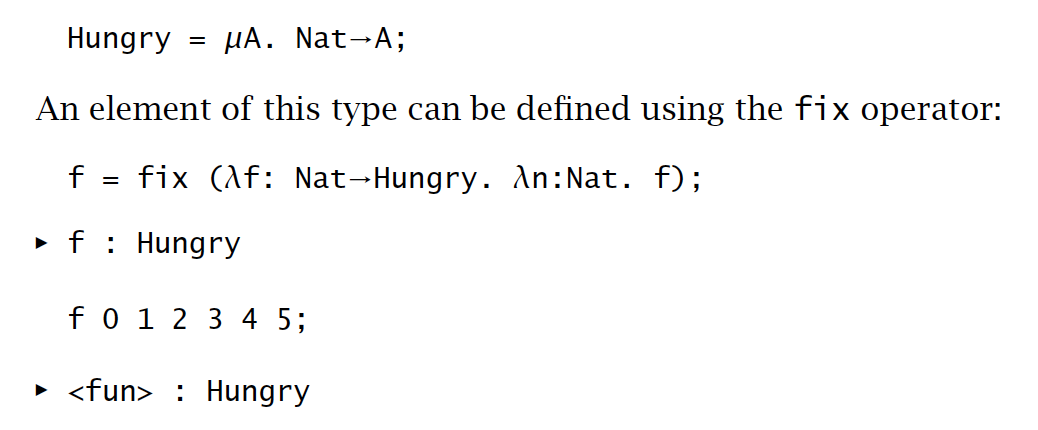 Hungry = μA. Nat→A;
An element of this type can be defined using the fix operator:
f = fix (λf: Nat→Hungry. λn:Nat. f);
▸ f : Hungry
f 0 1 2 3 4 5;
▸ <fun> : Hungry